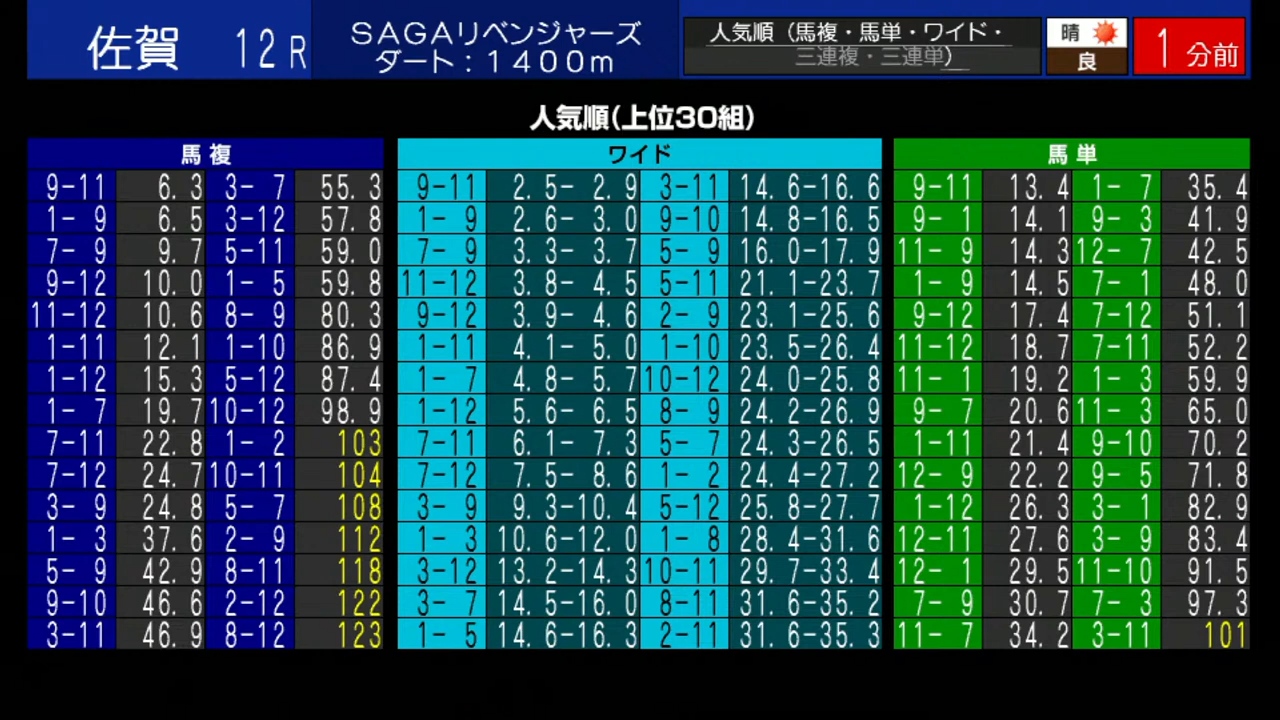 佐賀 12R SAGAリベンジャーズ 人気順(馬複・馬単・ワイド・ 晴 1分前
ダート:1400m 三連複・三連単) 良
人気順(上位30組)
馬複 ワイド 馬単
9-11 6.3 3- 7 55.3 9-11 2.5- 2.9 3-11 14.6-16.6 9-11 13.4 1- 7 35.4
1- 9 6.5 3-12 57.8 1- 9 2.6- 3.0 9-10 14.8-16.5 9- 1 14.1 9- 3 41.9
7- 9 9.7 5-11 59.0 7- 9 3.3- 3.7 5- 9 16.0-17.9 11- 9 14.3 12- 7 42.5
9-12 10.0 1- 5 59.8 11-12 3.8- 4.5 5-11 21.1-23.7 1- 9 14.5 7- 1 48.0
11-12 10.6 8- 9 80.3 9-12 3.9- 4.6 2- 9 23.1-25.6 9-12 17.4 7-12 51.1
1-11 12.1 1-10 86.9 1-11 4.1- 5.0 1-10 23.5-26.4 11-12 18.7 7-11 52.2
1-12 15.3 5-12 87.4 1- 7 4.8- 5.7 10-12 24.0-25.8 11- 1 19.2 1- 3 59.9
1- 7 19.7 10-12 98.9 1-12 5.6- 6.5 8- 9 24.2-26.9 9- 7 20.6 11- 3 65.0
7-11 22.8 1- 2 103 7-11 6.1- 7.3 5- 7 24.3-26.5 1-11 21.4 9-10 70.2
7-12 24.7 10-11 104 7-12 7.5- 8.6 1- 2 24.4-27.2 12- 9 22.2 9- 5 71.8
3- 9 24.8 5- 7 108 3- 9 9.3-10.4 5-12 25.8-27.7 1-12 26.3 3- 1 82.9
1- 3 37.6 2- 9 112 1- 3 10.6-12.0 1- 8 28.4-31.6 12-11 27.6 3- 9 83.4
5- 9 42.9 8-11 118 3-12 13.2-14.3 10-11 29.7-33.4 12- 1 29.5 11-10 91.5
9-10 46.6 2-12 122 3- 7 14.5-16.0 8-11 31.6-35.2 7- 9 30.7 7- 3 97.3
3-11 46.9 8-12 123 1- 5 14.6-16.3 2-11 31.6-35.3 11- 7 34.2 3-11 101